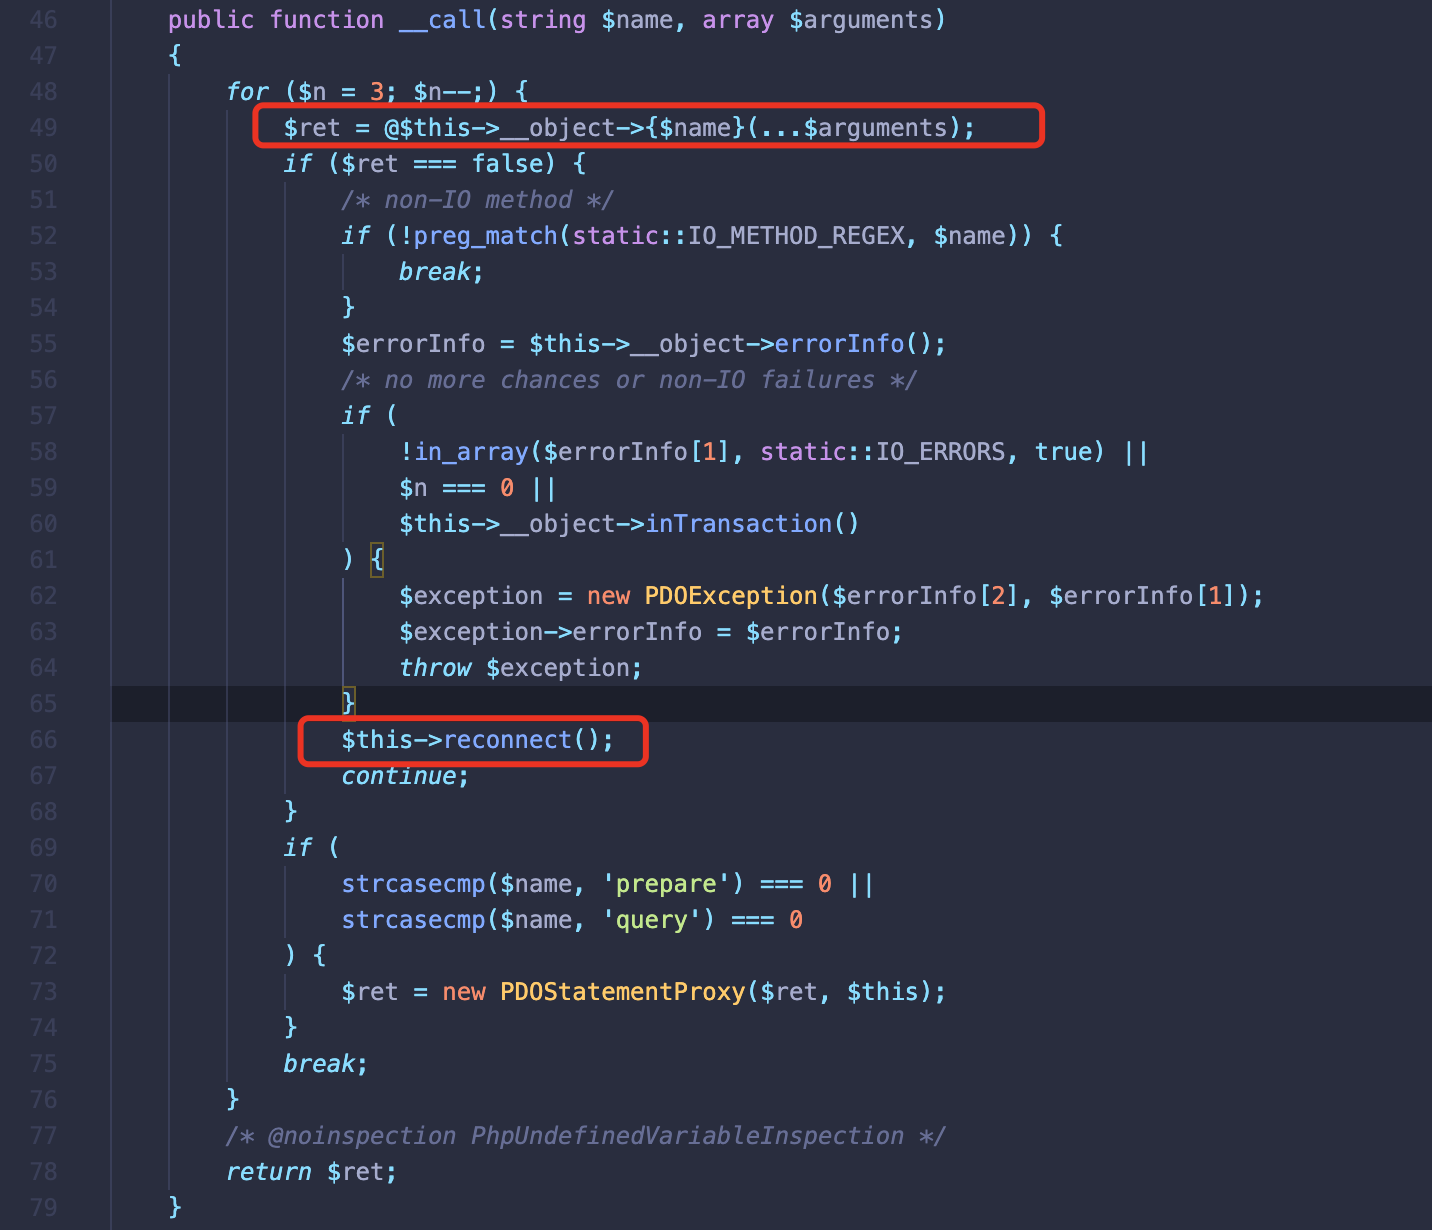 46 public function __call(string $name, array $arguments)
47 {
48 for ($n = 3; $n--;) {
49 $ret = @$this->__object->{$name}(...$arguments);
50 if ($ret === false) {
51 /* non-IO method */
52 if (!preg_match(static::IO_METHOD_REGEX, $name)) {
53 break;
54 }
55 $errorInfo = $this->__object->errorInfo();
56 /* no more chances or non-IO failures */
57 if (
58 !in_array($errorInfo[1], static::IO_ERRORS, true) ||
59 $n === 0 ||
60 $this->__object->inTransaction()
61 ) {
62 $exception = new PDOException($errorInfo[2], $errorInfo[1]);
63 $exception->errorInfo = $errorInfo;
64 throw $exception;
65 }
66 $this->reconnect();
67 continue;
68 }
69 if (
70 strcasecmp($name, 'prepare') === 0 ||
71 strcasecmp($name, 'query') === 0
72 ) {
73 $ret = new PDOStatementProxy($ret, $this);
74 }
75 break;
76 }
77 /* @noinspection PhpUndefinedVariableInspection */
78 return $ret;
79 }